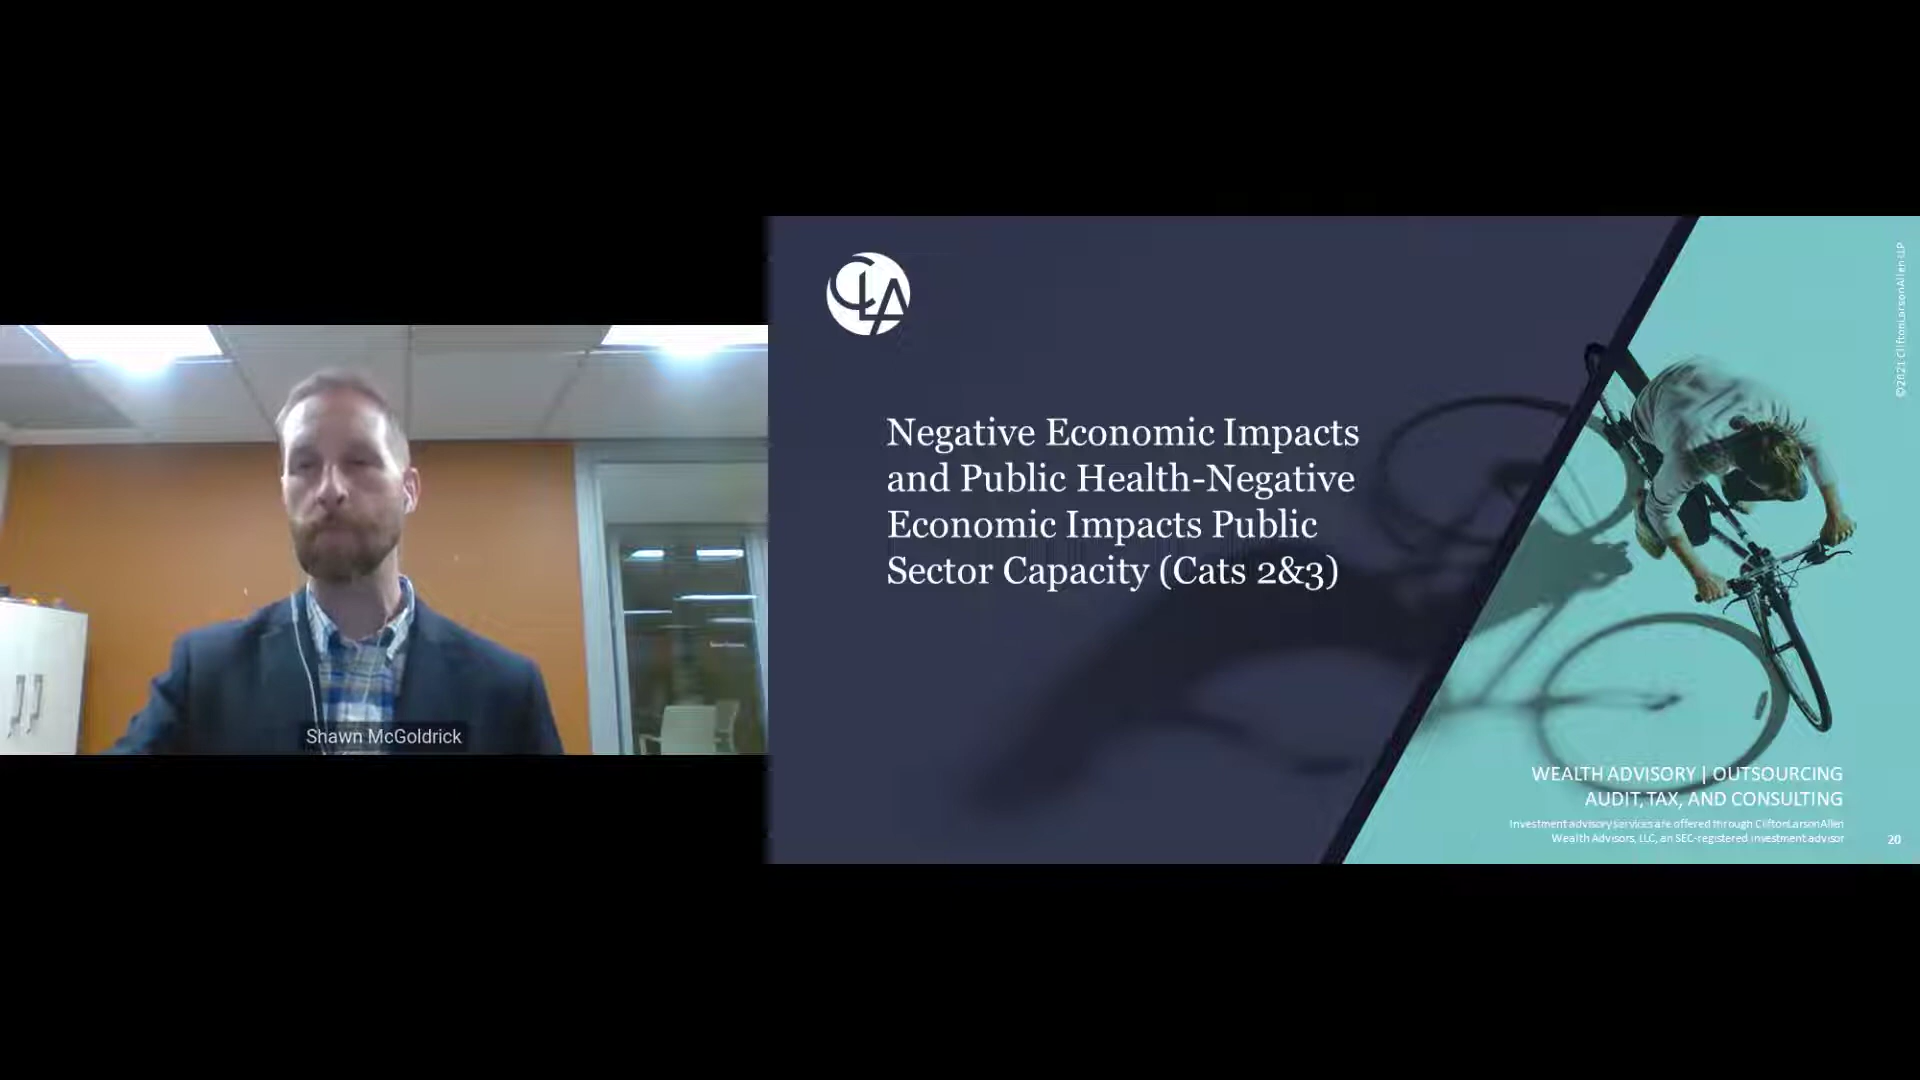 CLA
Negative Economic Impacts
and Public Health-Negative
Economic Impacts Public
Sector Capacity (Cats 2&3)
Shawn McGoldrick
©2021 CliftonLarsonAllen LLP
WEALTH ADVISORY | OUTSOURCING
AUDIT, TAX, AND CONSULTING
Investment advisory services are offered through CliftonLarsonAllen
Wealth Advisors, LLC, an SEC-registered investment advisor
20